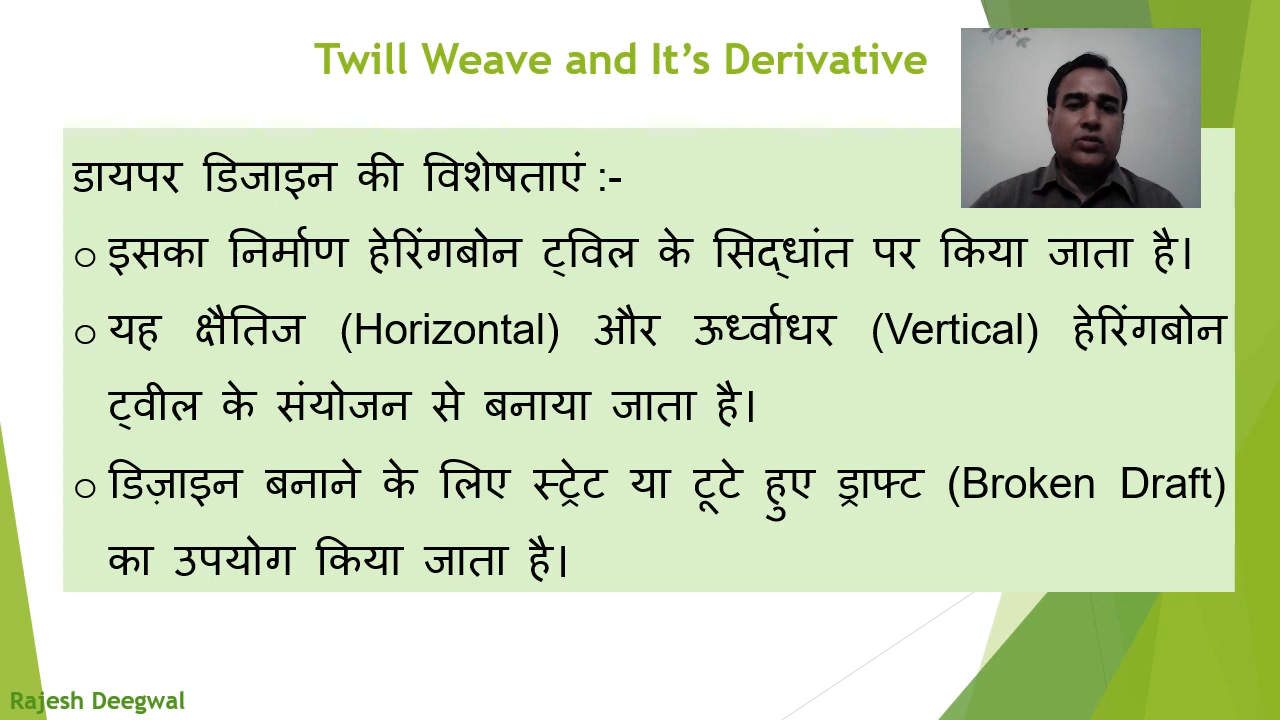 Twill Weave and It’s Derivative
डायपर डिजाइन की विशेषताएं :-
o इसका निर्माण हेरिंगबोन ट्विल के सिद्धांत पर किया जाता है।
o यह क्षैतिज (Horizontal) और ऊर्ध्वाधर (Vertical) हेरिंगबोन
ट्वील के संयोजन से बनाया जाता है।
o डिज़ाइन बनाने के लिए स्ट्रेट या टूटे हुए ड्राफ्ट (Broken Draft)
का उपयोग किया जाता है।
Rajesh Deegwal